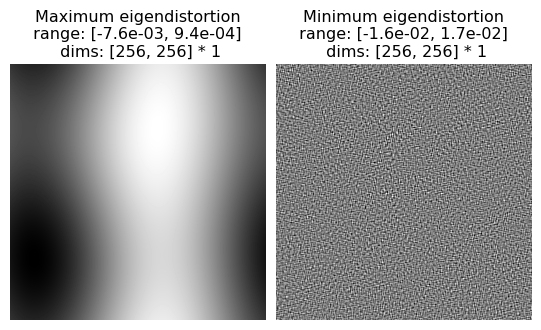 Maximum eigendistortion
range: [-7.6e-03, 9.4e-04]
dims: [256, 256] * 1
Minimum eigendistortion
range: [-1.6e-02, 1.7e-02]
dims: [256, 256] * 1